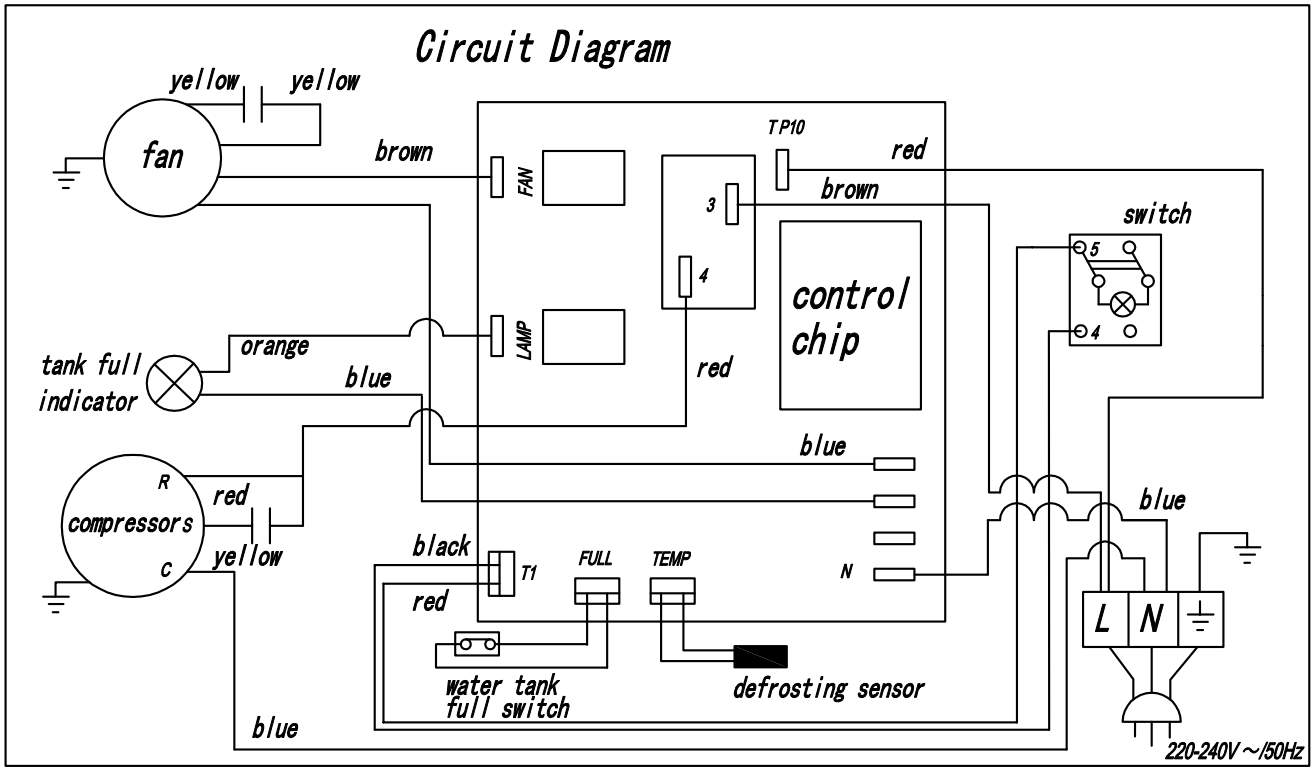 Circuit Diagram
yellow
yellow
fan
brown
FAN
TP10
red
brown
3
4
switch
5
4
control
chip
LAMP
orange
tank full
indicator
blue
red
blue
R
red
compressors
yellow
C
black
T1
red
FULL
TEMP
N
blue
L
N
water tank
full switch
defrosting sensor
blue
220-240V～/50Hz